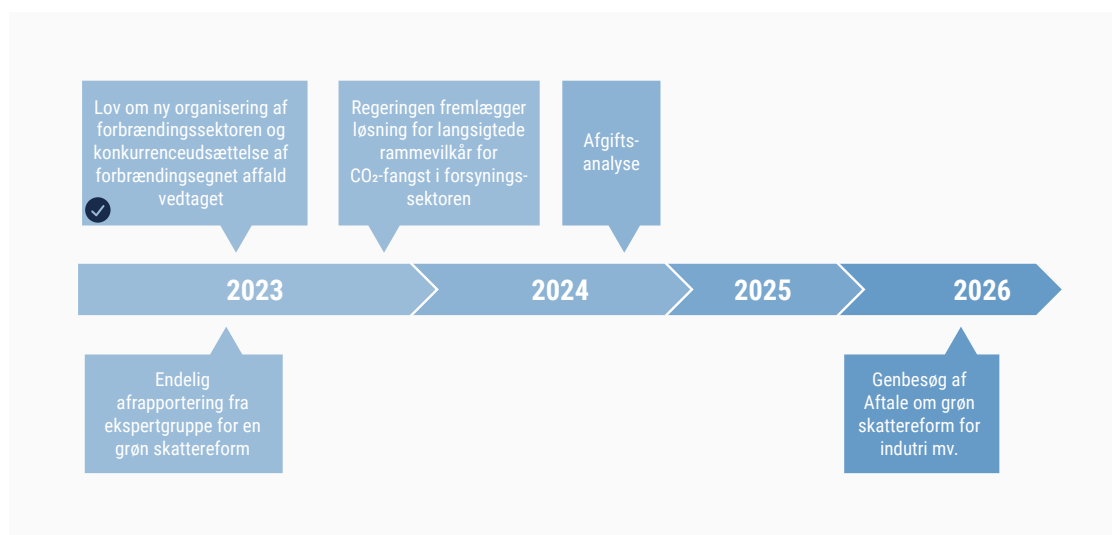 Lov om ny organisering af
forbrændingssektoren og
konkurrenceudsættelse af
forbrændingsegnet affald
vedtaget
Regeringen fremlægger
løsning for langsigtede
rammevilkår for
CO₂-fangst i forsynings-
sektoren
Afgifts-
analyse
2023
2024
2025
2026
Endelig
afrapportering fra
ekspertgruppe for en
grøn skattereform
Genbesøg af
Aftale om grøn
skattereform for
indutri mv.